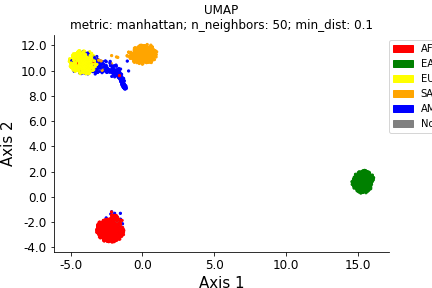 UMAP
metric: manhattan; n_neighbors: 50; min_dist: 0.1
12.0
10.0
8.0
6.0
4.0
2.0
0.0
-2.0
-4.0
Axis 2
-5.0 0.0 5.0 10.0 15.0
Axis 1
AF
EA
EU
SA
AM
No